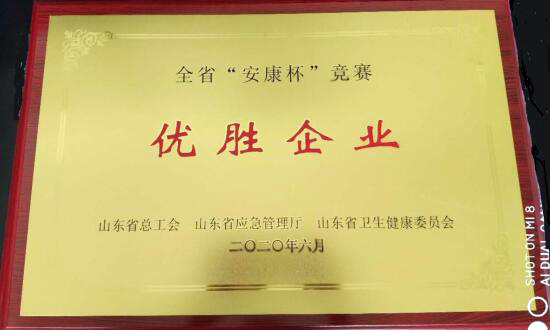 全省“安康杯”竞赛
优胜企业
山东省总工会 山东省应急管理厅 山东省卫生健康委员会
二〇二〇年六月
SHOT ON MI 8
AI DUAL CAM